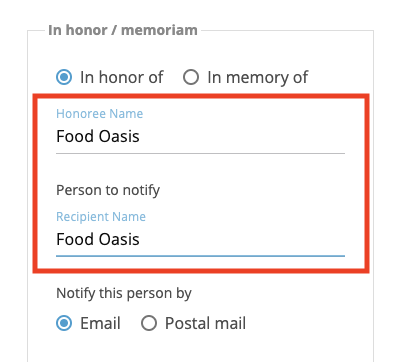 In honor / memoriam
In honor of In memory of
Honoree Name
Food Oasis
Person to notify
Recipient Name
Food Oasis
Notify this person by
Email Postal mail